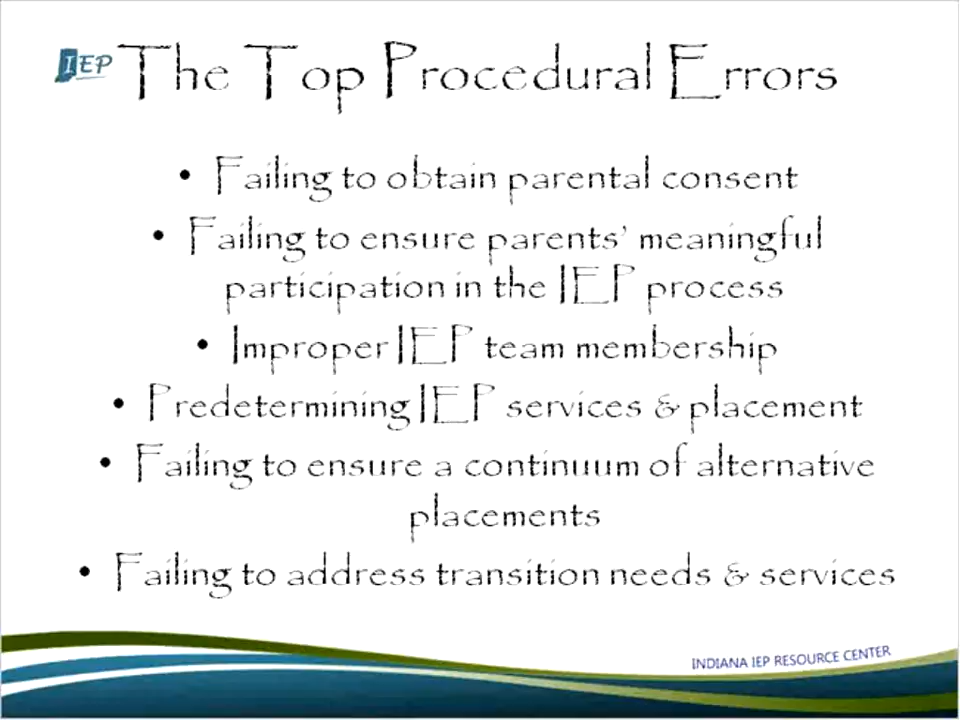 IEP
The Top Procedural Errors
• Failing to obtain parental consent
• Failing to ensure parents' meaningful
participation in the IEP process
• Improper IEP team membership
• Predetermining IEP services & placement
• Failing to ensure a continuum of alternative
placements
• Failing to address transition needs & services
INDIANA IEP RESOURCE CENTER